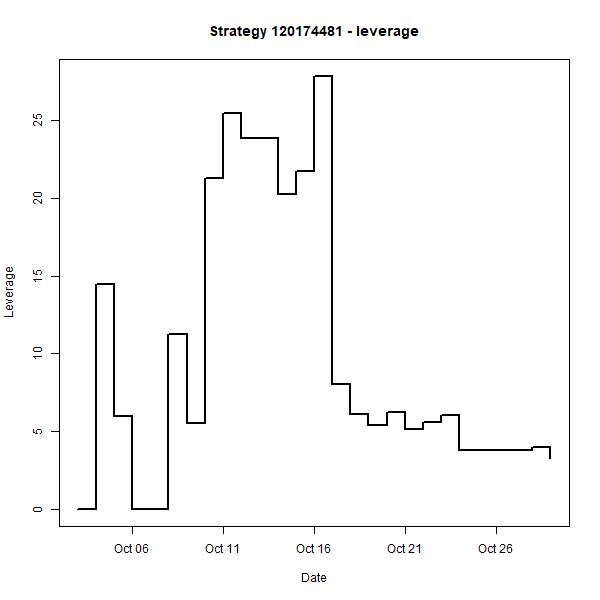 Strategy 120174481 - leverage
Leverage
25
20
15
10
5
0
Oct 06
Oct 11
Oct 16
Oct 21
Oct 26
Date